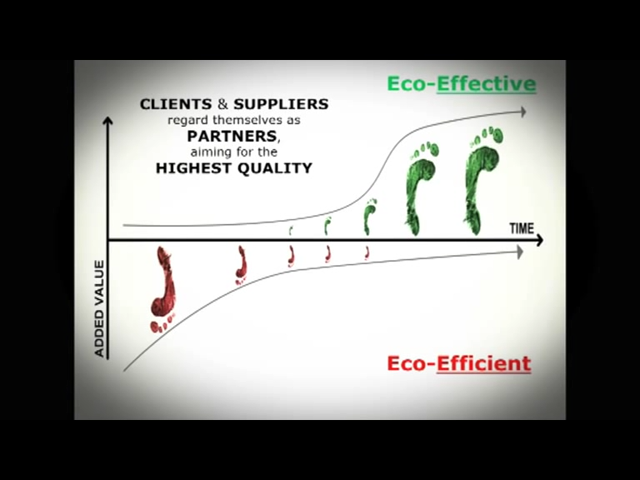 Eco-Effective
CLIENTS & SUPPLIERS
regard themselves as
PARTNERS,
aiming for the
HIGHEST QUALITY
TIME
ADDED VALUE
Eco-Efficient